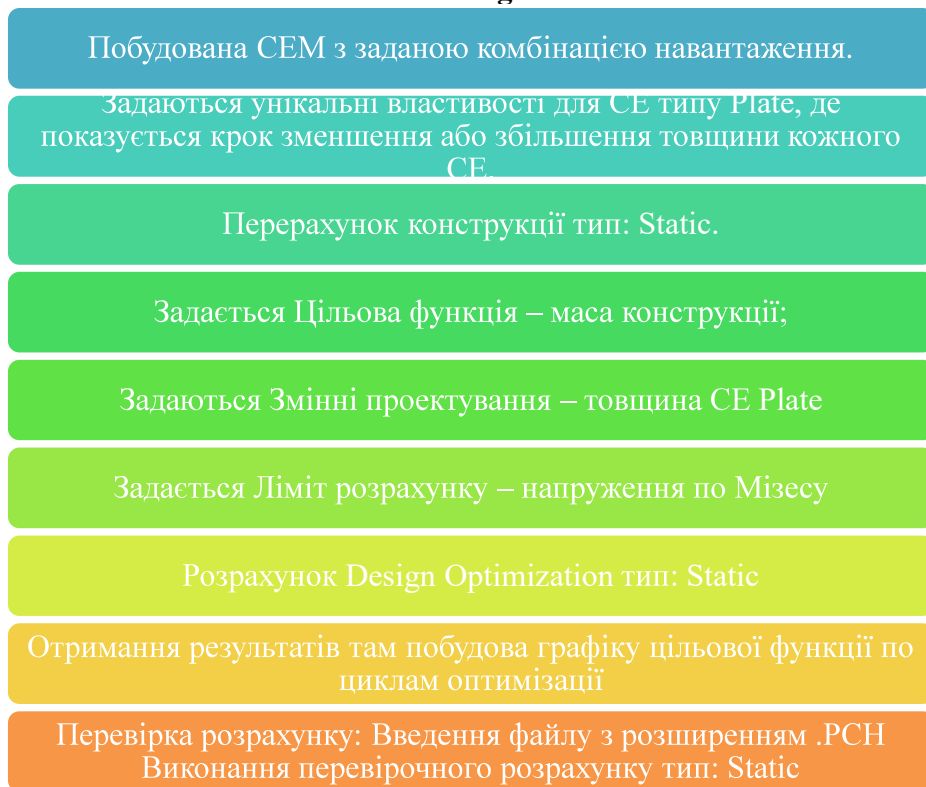 Побудована СЕМ з заданою комбінацією навантаження.
Задаються унікальні властивості для СЕ типу Plate, де
показується крок зменшення або збільшення товщини кожного
СЕ.
Перерахунок конструкції тип: Static.
Задається Цільова функція – маса конструкції;
Задаються Змінні проектування – товщина СЕ Plate
Задається Ліміт розрахунку – напруження по Мізесу
Розрахунок Design Optimization тип: Static
Отримання результатів там побудова графіку цільової функції по
циклам оптимізації
Перевірка розрахунку: Введення файлу з розширенням .PCH
Виконання перевірочного розрахунку тип: Static